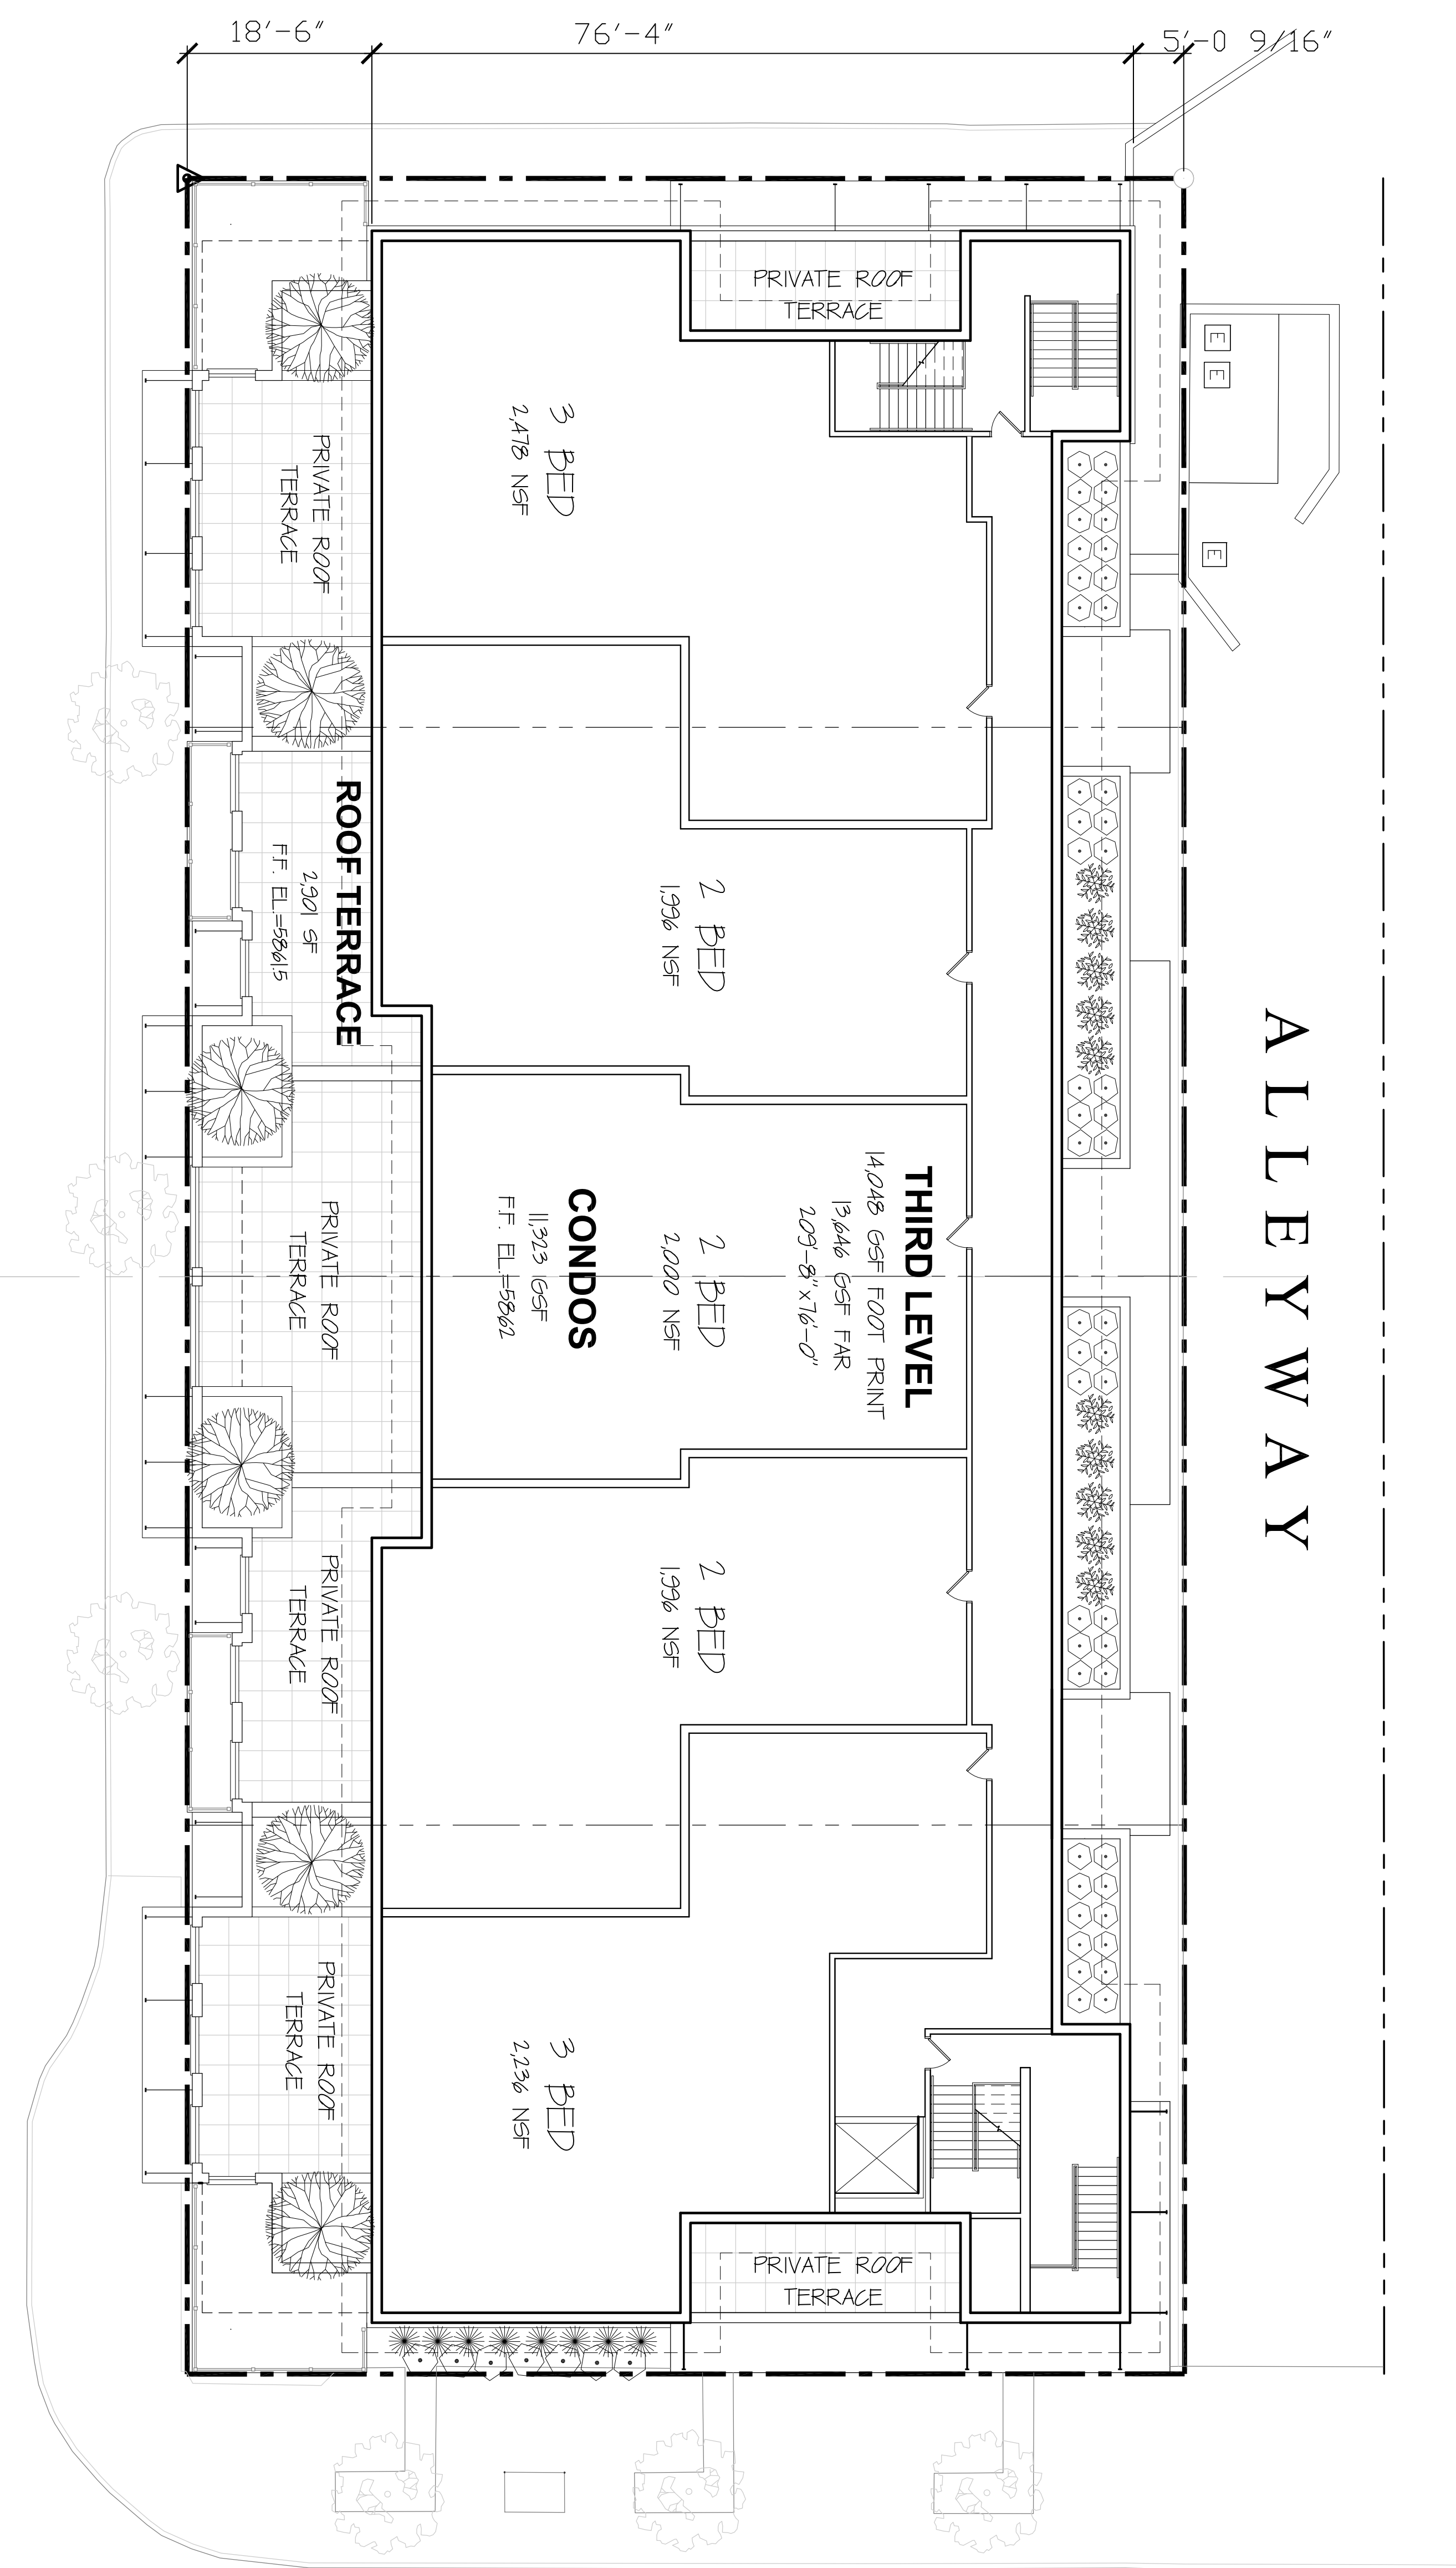 18'-6"
76'-4"
5'-0 9/16"
PRIVATE ROOF
TERRACE
E
E
E
3 BED
2,478 NSF
PRIVATE ROOF
TERRACE
ROOF TERRACE
2,901 SF
F.F. EL.=5861.5
2 BED
1,996 NSF
ALLEYWAY
THIRD LEVEL
14,048 GSF FOOT PRINT
13,646 GSF FAR
209'-8" x 76'-0"
2 BED
2,000 NSF
CONDOS
11,323 GSF
F.F. EL.=5862
PRIVATE ROOF
TERRACE
2 BED
1,996 NSF
PRIVATE ROOF
TERRACE
3 BED
2,236 NSF
PRIVATE ROOF
TERRACE
PRIVATE ROOF
TERRACE